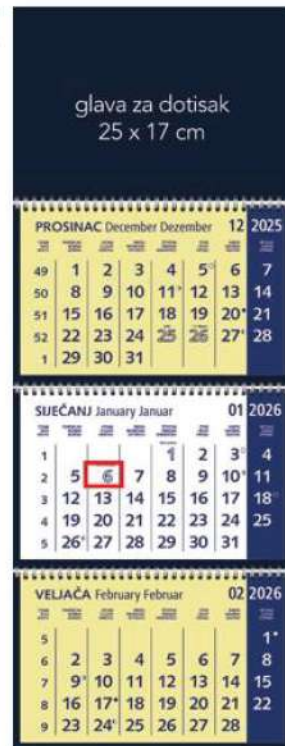 glava za dotisak
25 x 17 cm
PROSINAC December Dezember 12 2025
49 1 2 3 4 5 6 7
50 8 9 10 11 12 13 14
51 15 16 17 18 19 20 21
52 22 23 24 25 26 27 28
1 29 30 31
SIJEČANJ January Januar 01 2026
1 1 2 3 4
2 5 6 7 8 9 10 11
3 12 13 14 15 16 17 18
4 19 20 21 22 23 24 25
5 26 27 28 29 30 31
VELJAČA February Februar 02 2026
5 1
6 2 3 4 5 6 7 8
7 9 10 11 12 13 14 15
8 16 17 18 19 20 21 22
9 23 24 25 26 27 28